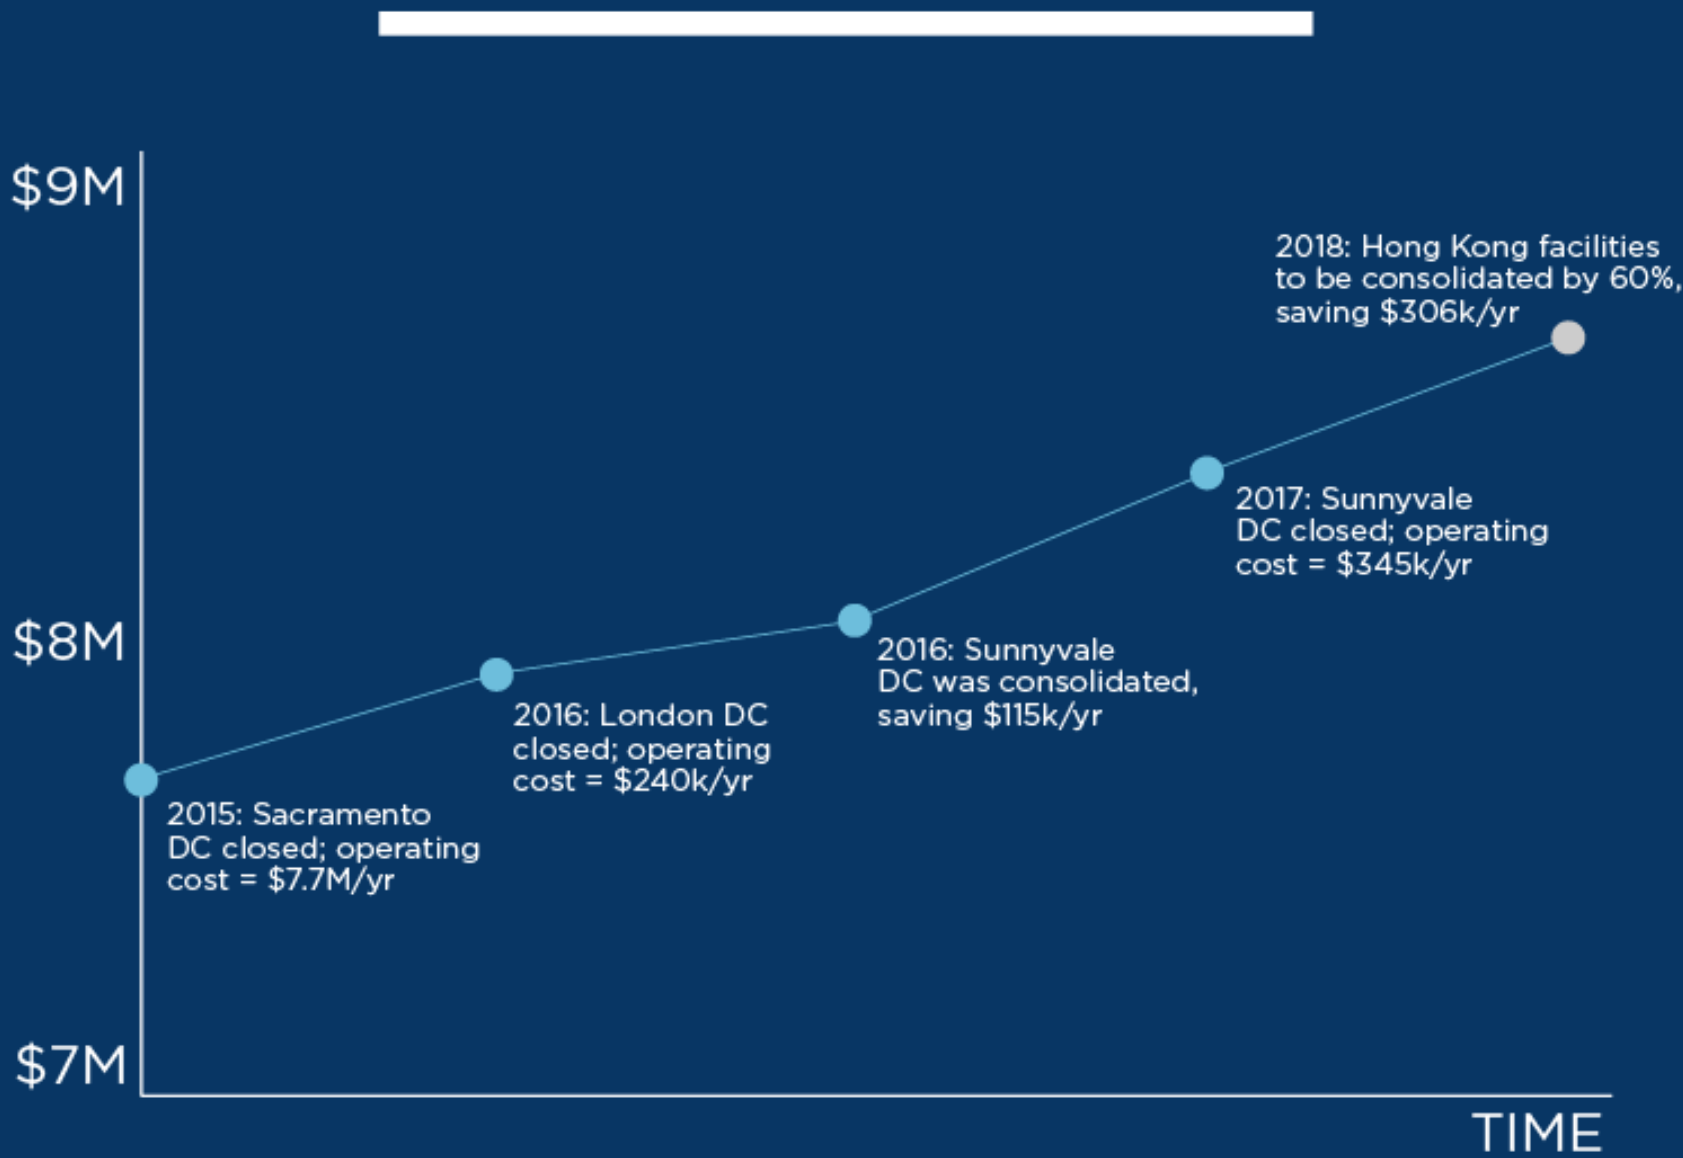 $9M
2018: Hong Kong facilities
to be consolidated by 60%,
saving $306k/yr
2017: Sunnyvale
DC closed; operating
cost = $345k/yr
$8M
2016: Sunnyvale
DC was consolidated,
saving $115k/yr
2016: London DC
closed; operating
cost = $240k/yr
2015: Sacramento
DC closed; operating
cost = $7.7M/yr
$7M
TIME